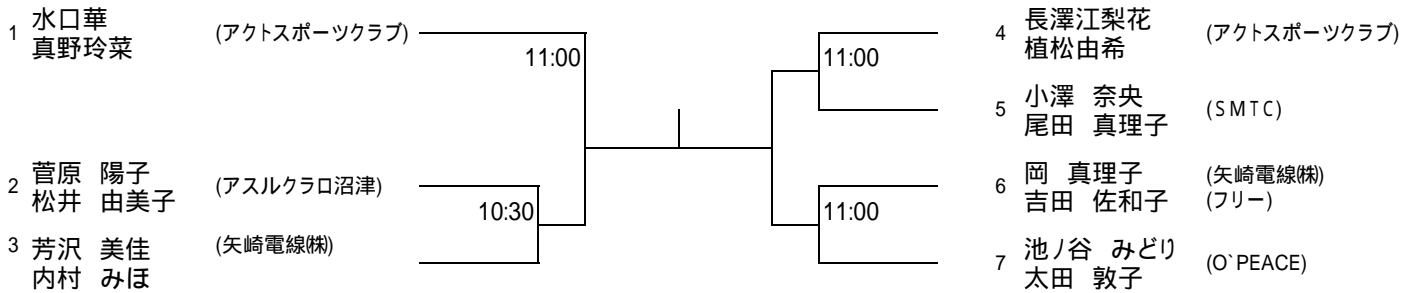 1 水口華
真野玲菜 (アクトスポーツクラブ)
11:00
2 菅原 陽子
松井 由美子 (アスルクラロ沼津)
10:30
3 芳沢 美佳 (矢崎電線㈱)
内村 みほ
4 長澤江梨花
植松由希 (アクトスポーツクラブ)
11:00
5 小澤 奈央
尾田 真理子 (SMTC)
6 岡 真理子 (矢崎電線㈱)
吉田 佐和子 (フリー)
11:00
7 池ノ谷 みどり
太田 敦子 (O`PEACE)